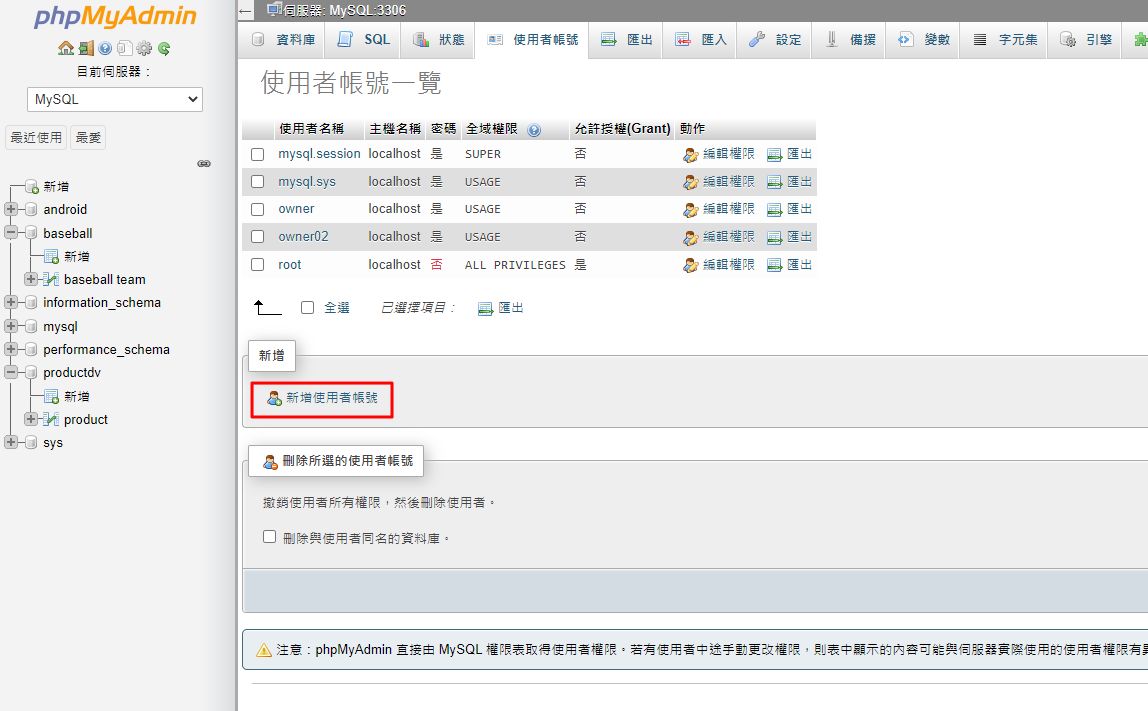 phpMyAdmin
目前伺服器：
MySQL
最近使用 最愛
新增
android
baseball
新增
baseball team
information_schema
mysql
performance_schema
productdv
新增
product
sys
伺服器: MySQL:3306
資料庫 SQL 狀態 使用者帳號 匯出 匯入 設定 備援 變數 字元集 引擎
使用者帳號一覽
使用者名稱 主機名稱 密碼 全域權限 允許授權(Grant) 動作
mysql.session localhost 是 SUPER 否 編輯權限 匯出
mysql.sys localhost 是 USAGE 否 編輯權限 匯出
owner localhost 是 USAGE 否 編輯權限 匯出
owner02 localhost 是 USAGE 否 編輯權限 匯出
root localhost 否 ALL PRIVILEGES 是 編輯權限 匯出
全選 已選擇項目： 匯出
新增
新增使用者帳號
刪除所選的使用者帳號
撤銷使用者所有權限，然後刪除使用者。
刪除與使用者同名的資料庫。
注意：phpMyAdmin 直接由 MySQL 權限表取得使用者權限。若有使用者中途手動更改權限，則表中顯示的內容可能與伺服器實際使用的使用者權限有